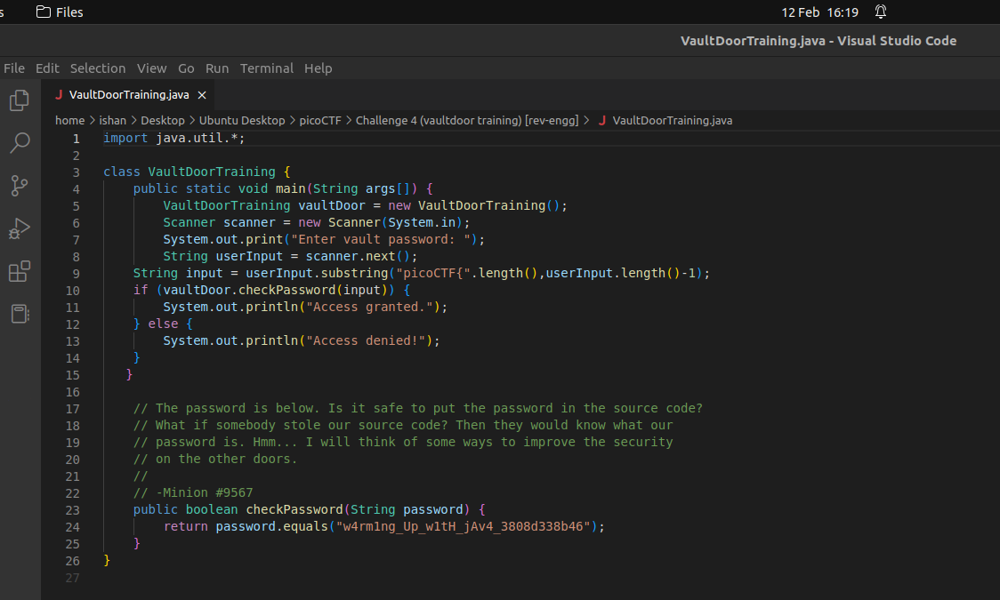 s Files 12 Feb 16:19
VaultDoorTraining.java - Visual Studio Code
File Edit Selection View Go Run Terminal Help
J VaultDoorTraining.java ×
home > ishan > Desktop > Ubuntu Desktop > picoCTF > Challenge 4 (vaultdoor training) [rev-engg] > J VaultDoorTraining.java
1 import java.util.*;
2
3 class VaultDoorTraining {
4     public static void main(String args[]) {
5         VaultDoorTraining vaultDoor = new VaultDoorTraining();
6         Scanner scanner = new Scanner(System.in);
7         System.out.print("Enter vault password: ");
8         String userInput = scanner.next();
9     String input = userInput.substring("picoCTF{".length(),userInput.length()-1);
10     if (vaultDoor.checkPassword(input)) {
11         System.out.println("Access granted.");
12     } else {
13         System.out.println("Access denied!");
14     }
15    }
16
17     // The password is below. Is it safe to put the password in the source code?
18     // What if somebody stole our source code? Then they would know what our
19     // password is. Hmm... I will think of some ways to improve the security
20     // on the other doors.
21     //
22     // -Minion #9567
23     public boolean checkPassword(String password) {
24         return password.equals("w4rm1ng_Up_w1tH_jAv4_3808d338b46");
25     }
26 }
27